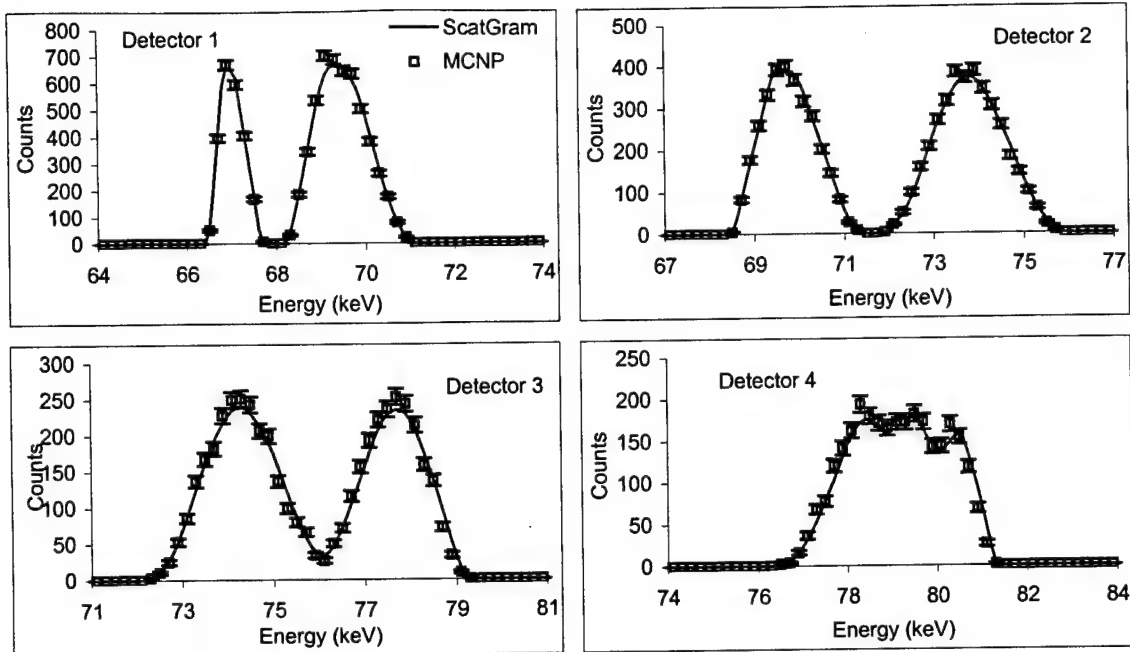 Detector 1
ScatGram
MCNP
800
700
600
500
400
300
200
100
0
Counts
64 66 68 70 72 74
Energy (keV)
Detector 2
500
400
300
200
100
0
Counts
67 69 71 73 75 77
Energy (keV)
Detector 3
300
250
200
150
100
50
0
Counts
71 73 75 77 79 81
Energy (keV)
Detector 4
250
200
150
100
50
0
Counts
74 76 78 80 82 84
Energy (keV)